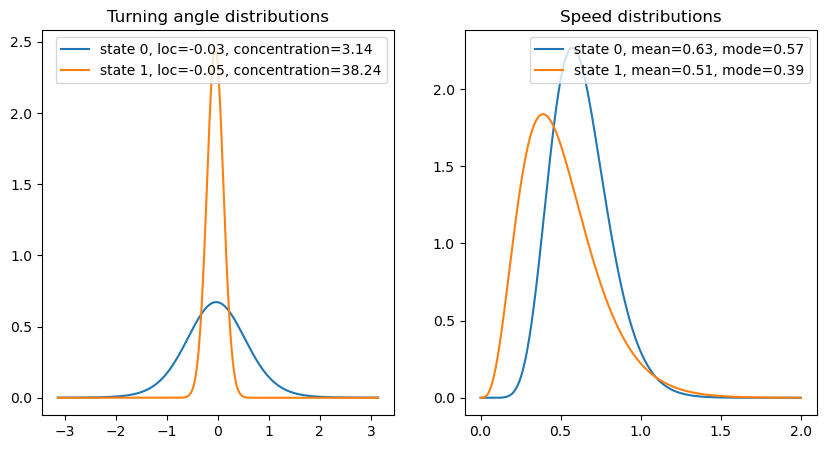 Turning angle distributions
state 0, loc=-0.03, concentration=3.14
state 1, loc=-0.05, concentration=38.24
2.5
2.0
1.5
1.0
0.5
0.0
−3 −2 −1 0 1 2 3
Speed distributions
state 0, mean=0.63, mode=0.57
state 1, mean=0.51, mode=0.39
2.0
1.5
1.0
0.5
0.0
0.0 0.5 1.0 1.5 2.0